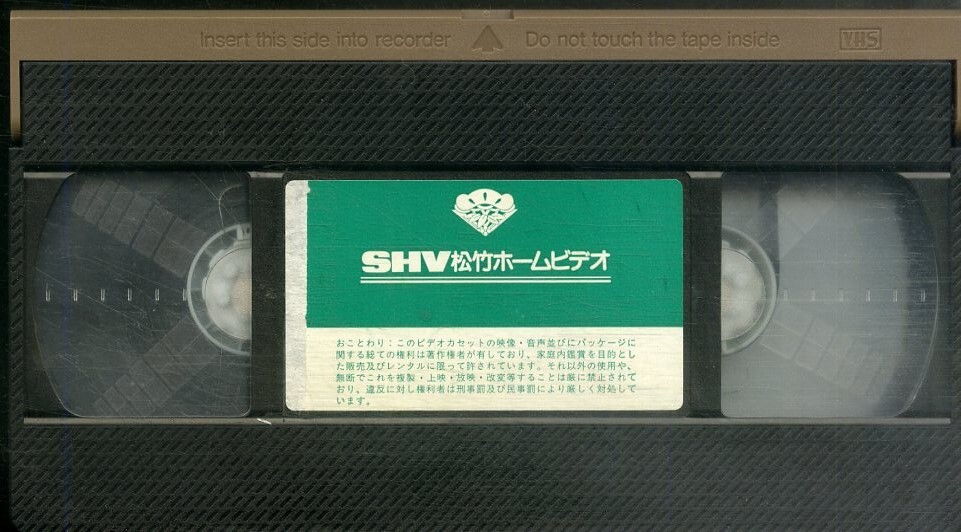 Insert this side into recorder Do not touch the tape inside VHS
SHV松竹ホームビデオ
おことわり：このビデオカセットの映像・音声並びにパッケージに
関する総ての権利は著作権者が有しており、家庭内鑑賞を目的とし
た販売及びレンタルに限って許されています。それ以外の使用や、
無断でこれを複製・上映・放映・改変等することは厳に禁止されて
おり、違反に対し権利者は刑事罰及び民事罰により厳しく対処して
います。